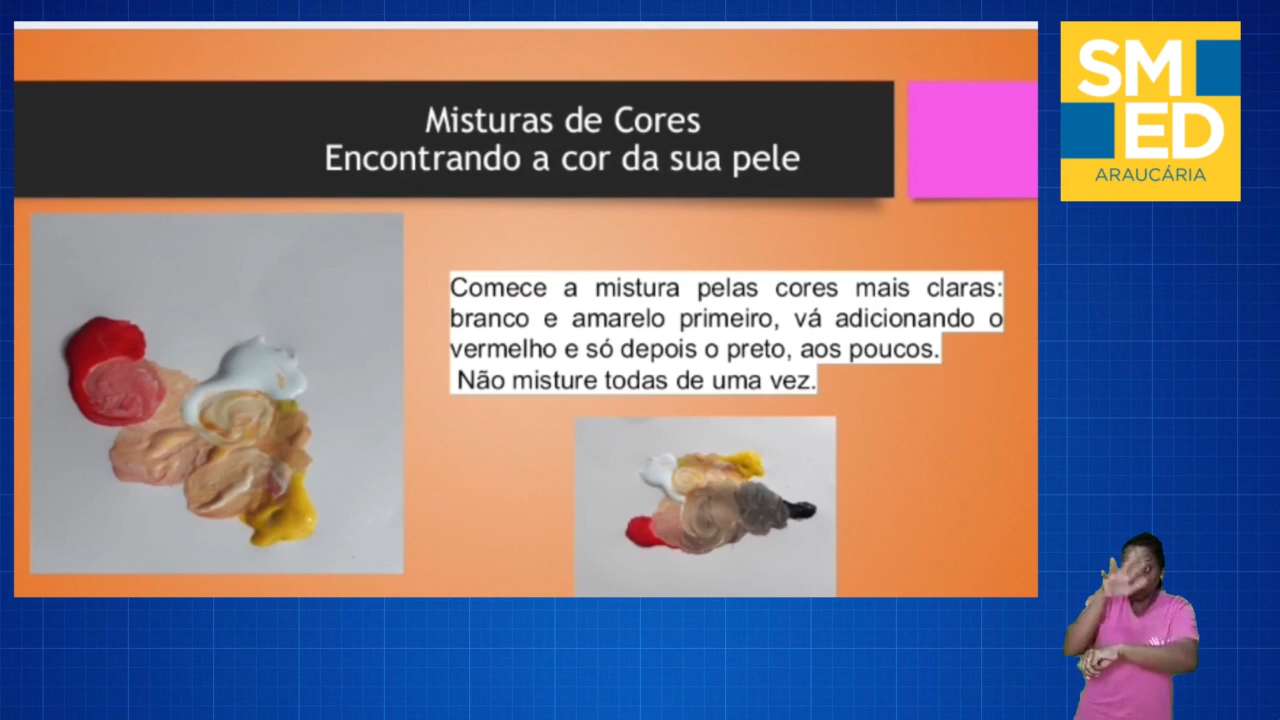 Misturas de Cores
Encontrando a cor da sua pele
SM
ED
ARAUCÁRIA
Comece a mistura pelas cores mais claras:
branco e amarelo primeiro, vá adicionando o
vermelho e só depois o preto, aos poucos.
Não misture todas de uma vez.